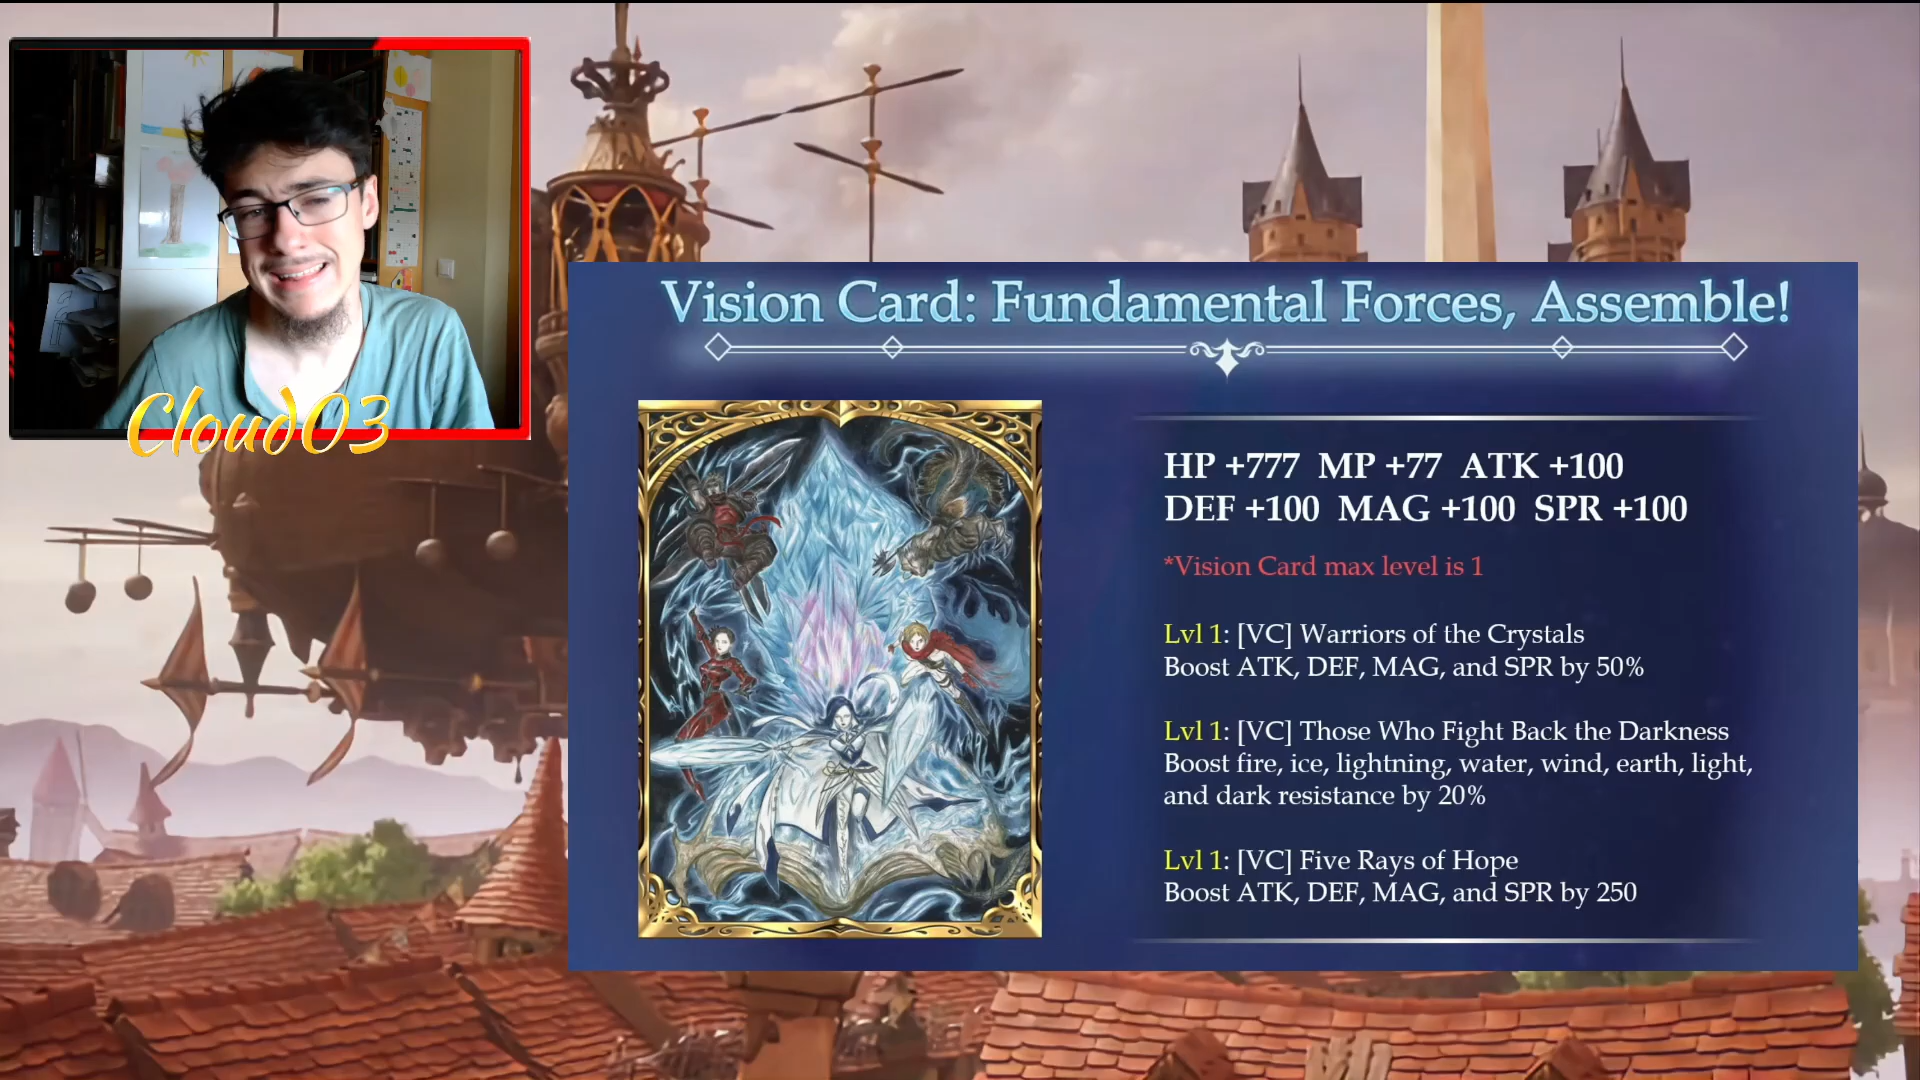 Cloud03
Vision Card: Fundamental Forces, Assemble!
HP +777 MP +77 ATK +100
DEF +100 MAG +100 SPR +100
*Vision Card max level is 1
Lvl 1: [VC] Warriors of the Crystals
Boost ATK, DEF, MAG, and SPR by 50%
Lvl 1: [VC] Those Who Fight Back the Darkness
Boost fire, ice, lightning, water, wind, earth, light,
and dark resistance by 20%
Lvl 1: [VC] Five Rays of Hope
Boost ATK, DEF, MAG, and SPR by 250